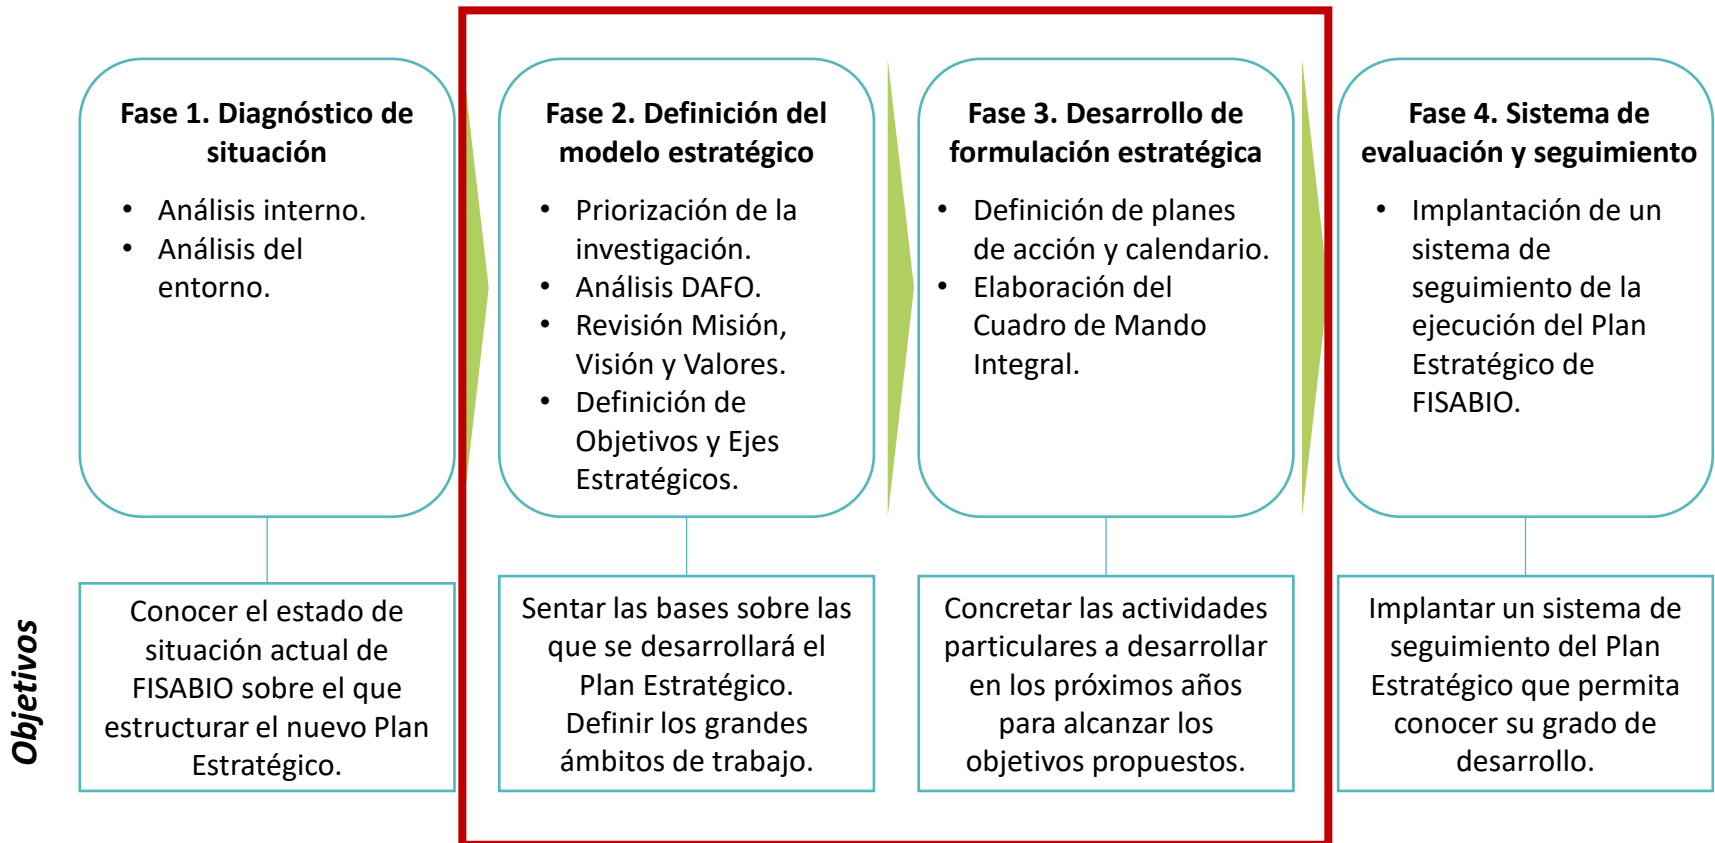 Fase 1. Diagnóstico de
situación
• Análisis interno.
• Análisis del
entorno.
Fase 2. Definición del
modelo estratégico
• Priorización de la
investigación.
• Análisis DAFO.
• Revisión Misión,
Visión y Valores.
• Definición de
Objetivos y Ejes
Estratégicos.
Fase 3. Desarrollo de
formulación estratégica
• Definición de planes
de acción y calendario.
• Elaboración del
Cuadro de Mando
Integral.
Fase 4. Sistema de
evaluación y seguimiento
• Implantación de un
sistema de
seguimiento de la
ejecución del Plan
Estratégico de
FISABIO.
Objetivos
Conocer el estado de
situación actual de
FISABIO sobre el que
estructurar el nuevo Plan
Estratégico.
Sentar las bases sobre las
que se desarrollará el
Plan Estratégico.
Definir los grandes
ámbitos de trabajo.
Concretar las actividades
particulares a desarrollar
en los próximos años
para alcanzar los
objetivos propuestos.
Implantar un sistema de
seguimiento del Plan
Estratégico que permita
conocer su grado de
desarrollo.